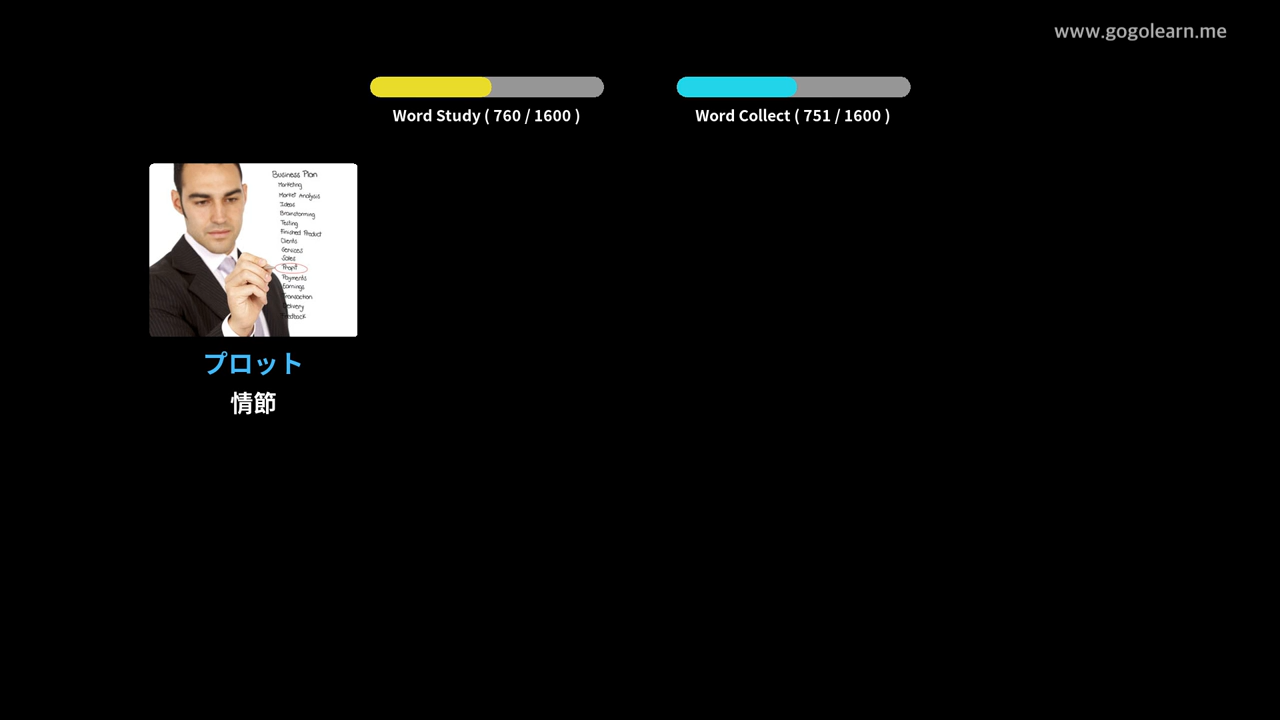 www.gogolearn.me
Word Study ( 760 / 1600 )
Word Collect ( 751 / 1600 )
Business Plan
Marketing
Market Analysis
Ideas
Brainstorming
Testing
Finished Product
Clients
Services
Sales
Profit
Payments
Earnings
Transaction
Delivery
Feedback
プロット
情節